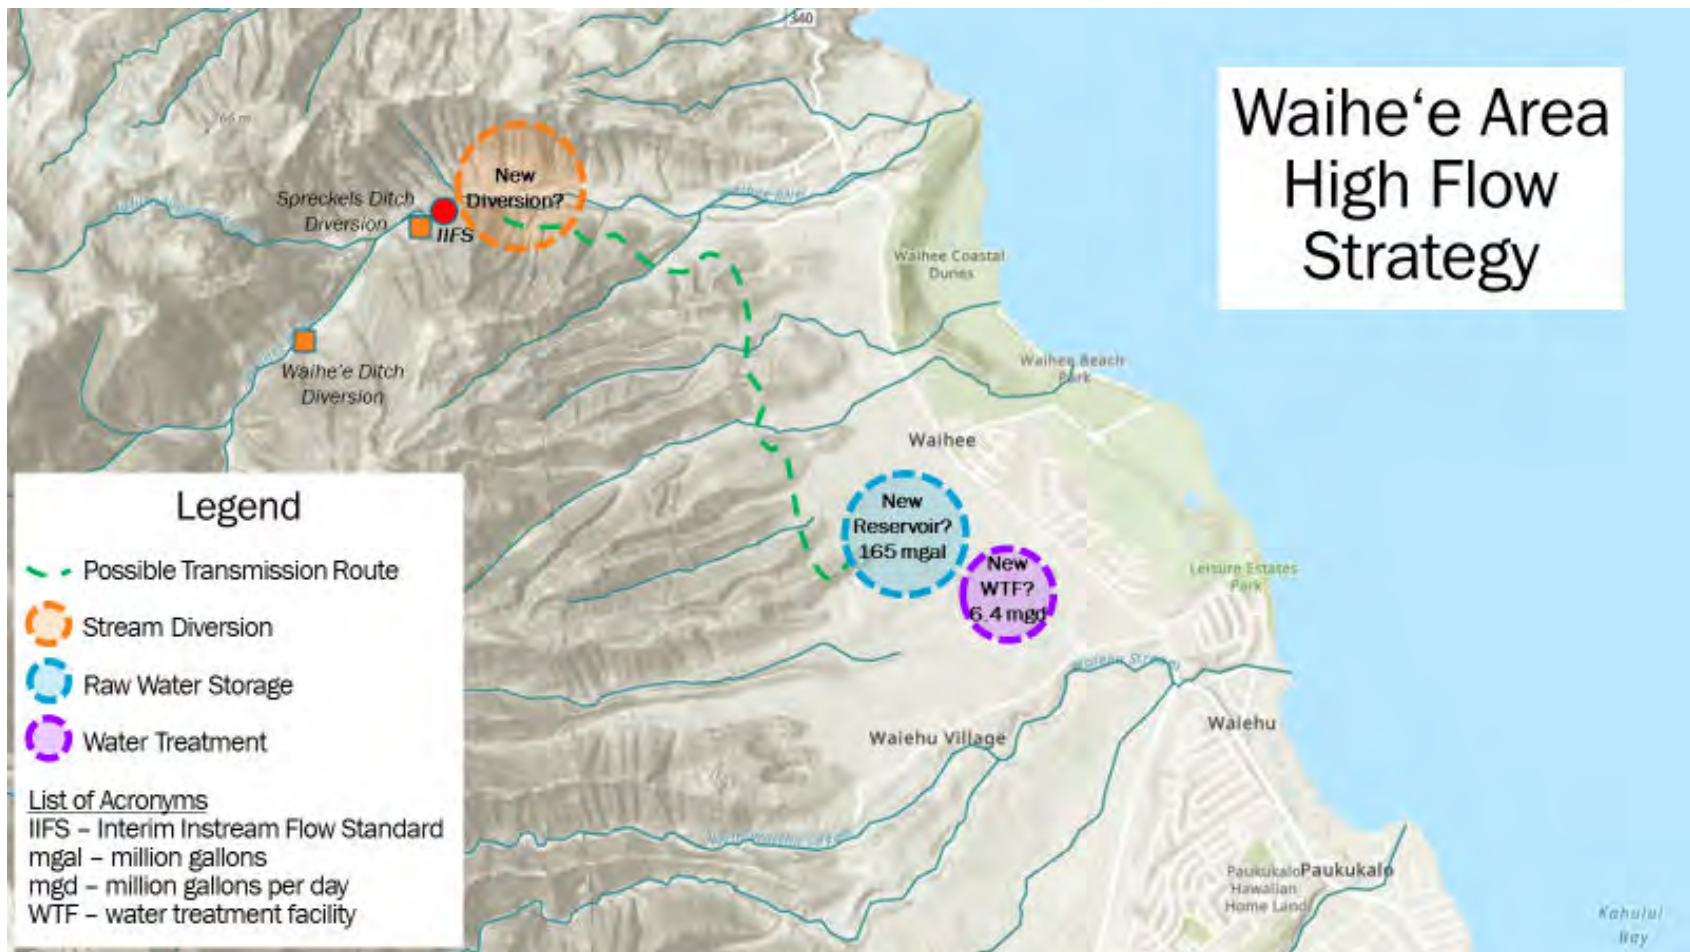 340
Waihe‘e Area
High Flow
Strategy
New
Diversion?
Spreckels Ditch
Diversion
IIFS
Waihe‘e Ditch
Diversion
Waihee Coastal
Dunes
Waihee Beach
Park
Waihee
New
Reservoir?
165 mgal
New
WTF?
6.4 mgd
Leisure Estates
Park
Waiehu Stream
Waiehu
Waiehu Village
Paukukalo
Hawaiian
Home Land
Paukukalo
Kahului
Bay
Legend
Possible Transmission Route
Stream Diversion
Raw Water Storage
Water Treatment
List of Acronyms
IIFS – Interim Instream Flow Standard
mgal – million gallons
mgd – million gallons per day
WTF – water treatment facility